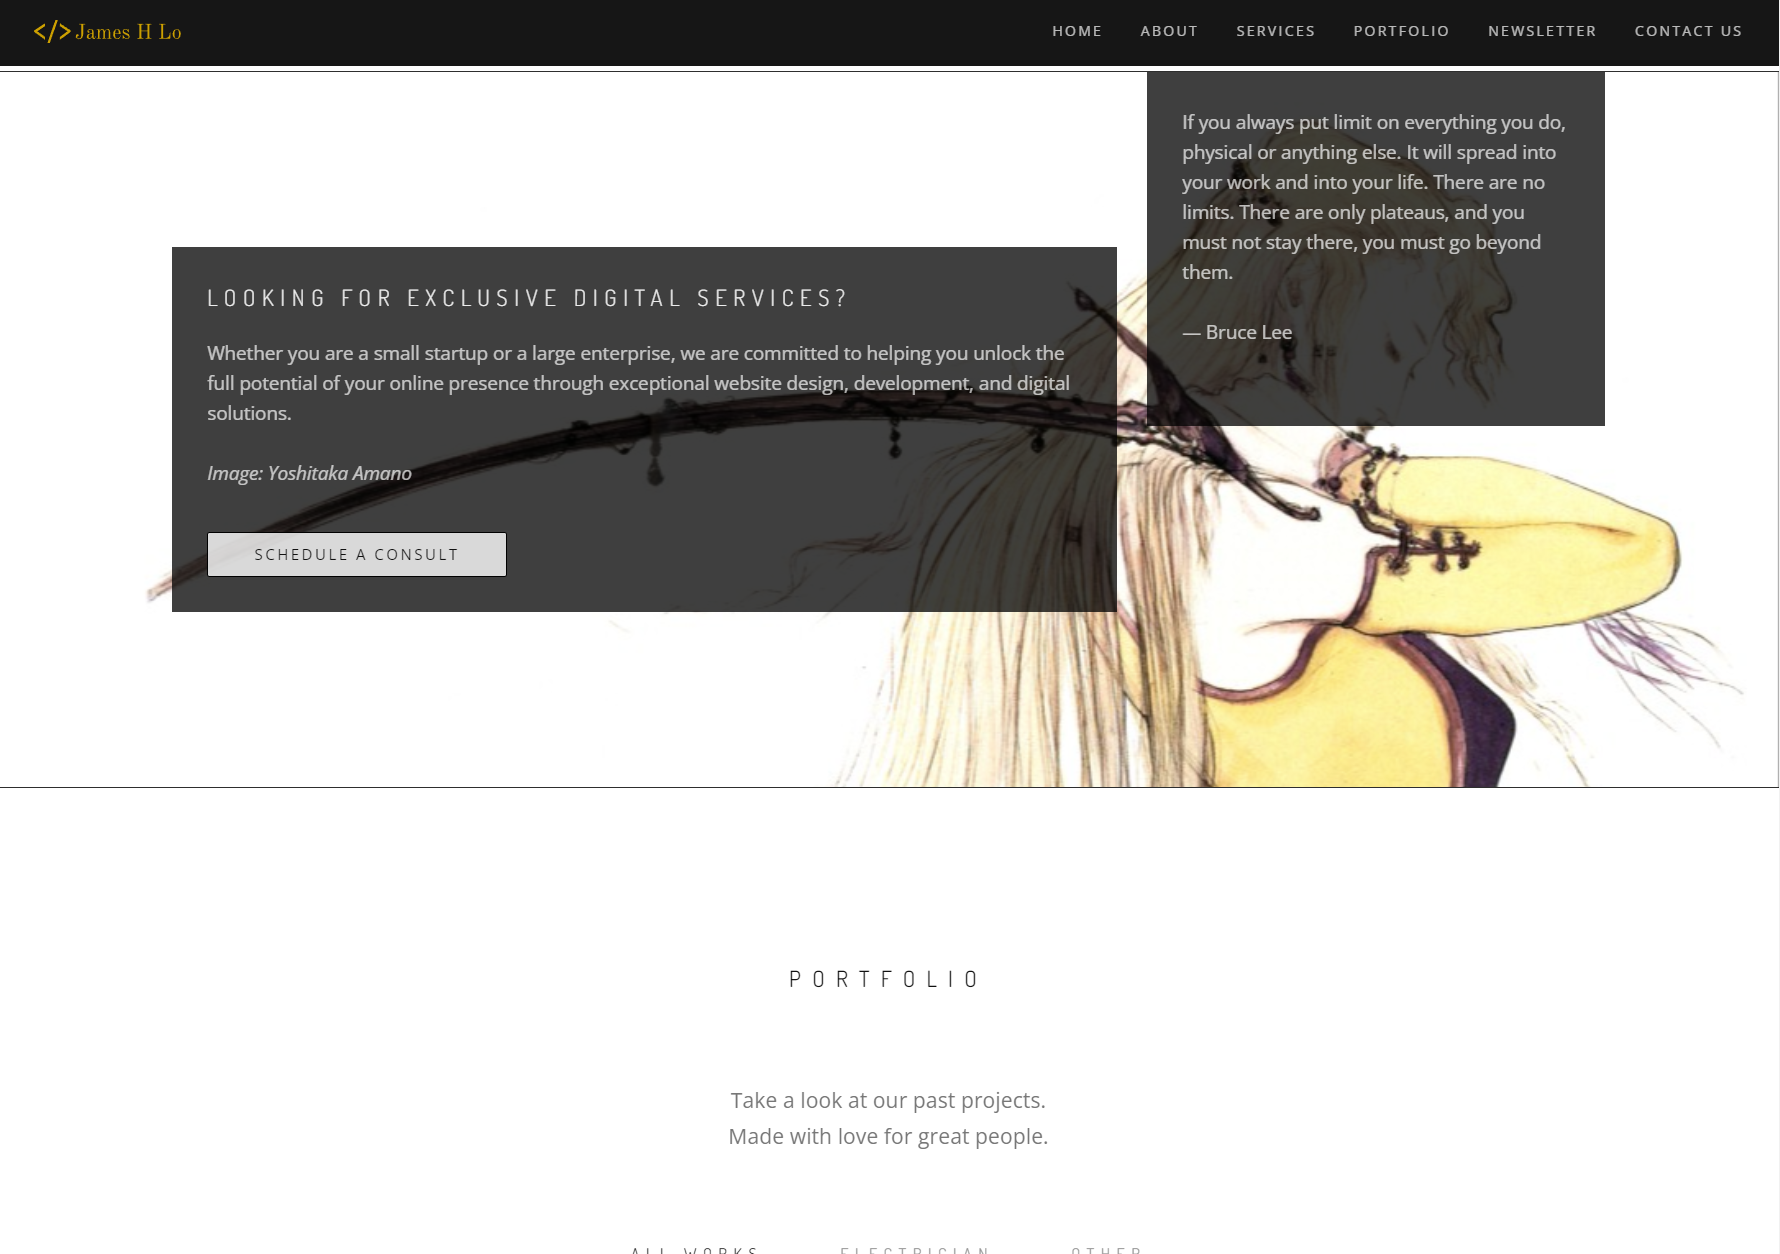 </> James H Lo
HOME ABOUT SERVICES PORTFOLIO NEWSLETTER CONTACT US
If you always put limit on everything you do,
physical or anything else. It will spread into
your work and into your life. There are no
limits. There are only plateaus, and you
must not stay there, you must go beyond
them.
— Bruce Lee
LOOKING FOR EXCLUSIVE DIGITAL SERVICES?
Whether you are a small startup or a large enterprise, we are committed to helping you unlock the
full potential of your online presence through exceptional website design, development, and digital
solutions.
Image: Yoshitaka Amano
SCHEDULE A CONSULT
PORTFOLIO
Take a look at our past projects.
Made with love for great people.
ALL WORKS ELECTRICIAN OTHER